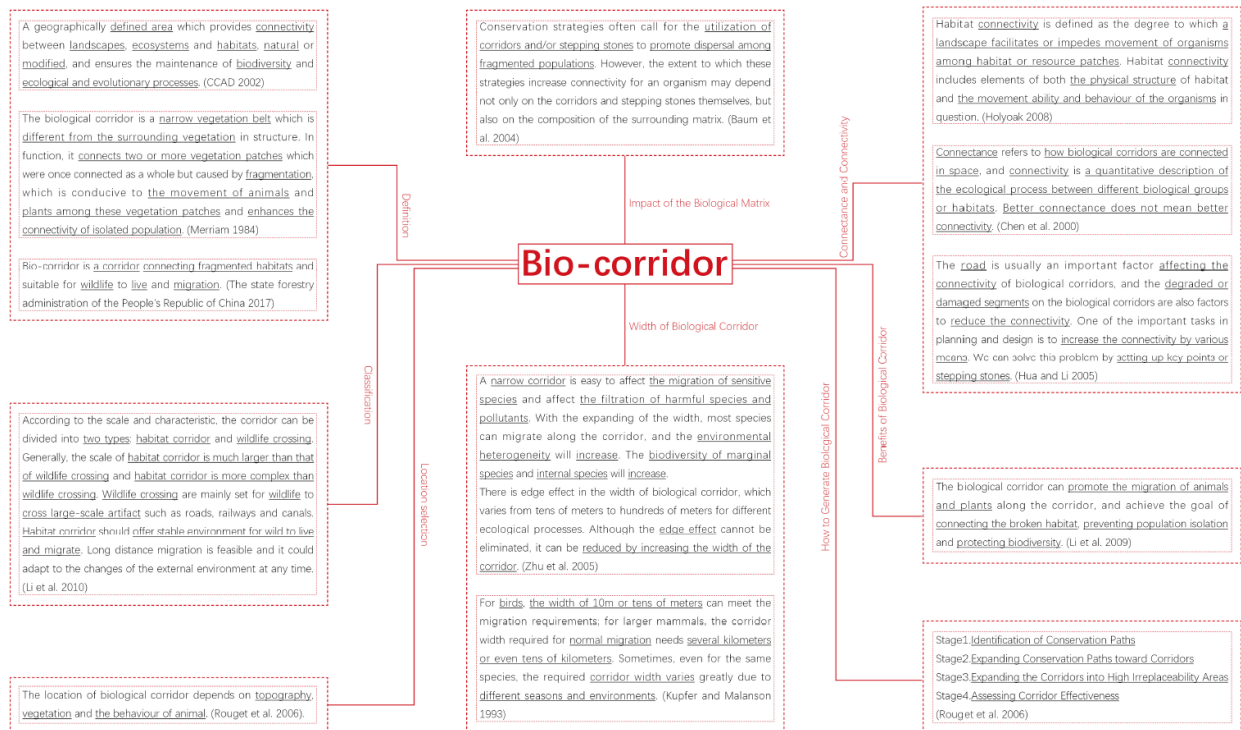 A geographically defined area which provides connectivity
between landscapes, ecosystems and habitats, natural or
modified, and ensures the maintenance of biodiversity and
ecological and evolutionary processes. (CCAD 2002)
The biological corridor is a narrow vegetation belt which is
different from the surrounding vegetation in structure. In
function, it connects two or more vegetation patches which
were once connected as a whole but caused by fragmentation,
which is conducive to the movement of animals and
plants among these vegetation patches and enhances the
connectivity of isolated population. (Merriam 1984)
Bio-corridor is a corridor connecting fragmented habitats and
suitable for wildlife to live and migration. (The state forestry
administration of the People's Republic of China 2017)
Definition
Conservation strategies often call for the utilization of
corridors and/or stepping stones to promote dispersal among
fragmented populations. However, the extent to which these
strategies increase connectivity for an organism may depend
not only on the corridors and stepping stones themselves, but
also on the composition of the surrounding matrix. (Baum et
al. 2004)
Impact of the Biological Matrix
Habitat connectivity is defined as the degree to which a
landscape facilitates or impedes movement of organisms
among habitat or resource patches. Habitat connectivity
includes elements of both the physical structure of habitat
and the movement ability and behaviour of the organisms in
question. (Holyoak 2008)
Connectance refers to how biological corridors are connected
in space, and connectivity is a quantitative description of
the ecological process between different biological groups
or habitats. Better connectance does not mean better
connectivity. (Chen et al. 2000)
The road is usually an important factor affecting the
connectivity of biological corridors, and the degraded or
damaged segments on the biological corridors are also factors
to reduce the connectivity. One of the important tasks in
planning and design is to increase the connectivity by various
means. We can solve this problem by setting up key points or
stepping stones. (Hua and Li 2005)
Connectance and Connectivity
Bio-corridor
Width of Biological Corridor
Classification
According to the scale and characteristic, the corridor can be
divided into two types: habitat corridor and wildlife crossing.
Generally, the scale of habitat corridor is much larger than that
of wildlife crossing and habitat corridor is more complex than
wildlife crossing. Wildlife crossing are mainly set for wildlife to
cross large-scale artifact such as roads, railways and canals.
Habitat corridor should offer stable environment for wild to live
and migrate. Long distance migration is feasible and it could
adapt to the changes of the external environment at any time.
(Li et al. 2010)
Location selection
The location of biological corridor depends on topography,
vegetation and the behaviour of animal. (Rouget et al. 2006).
A narrow corridor is easy to affect the migration of sensitive
species and affect the filtration of harmful species and
pollutants. With the expanding of the width, most species
can migrate along the corridor, and the environmental
heterogeneity will increase. The biodiversity of marginal
species and internal species will increase.
There is edge effect in the width of biological corridor, which
varies from tens of meters to hundreds of meters for different
ecological processes. Although the edge effect cannot be
eliminated, it can be reduced by increasing the width of the
corridor. (Zhu et al. 2005)
For birds, the width of 10m or tens of meters can meet the
migration requirements; for larger mammals, the corridor
width required for normal migration needs several kilometers
or even tens of kilometers. Sometimes, even for the same
species, the required corridor width varies greatly due to
different seasons and environments. (Kupfer and Malanson
1993)
Benefits of Biological Corridor
The biological corridor can promote the migration of animals
and plants along the corridor, and achieve the goal of
connecting the broken habitat, preventing population isolation
and protecting biodiversity. (Li et al. 2009)
How to Generate Biological Corridor
Stage1.Identification of Conservation Paths
Stage2.Expanding Conservation Paths toward Corridors
Stage3.Expanding the Corridors into High Irreplaceability Areas
Stage4.Assessing Corridor Effectiveness
(Rouget et al. 2006)